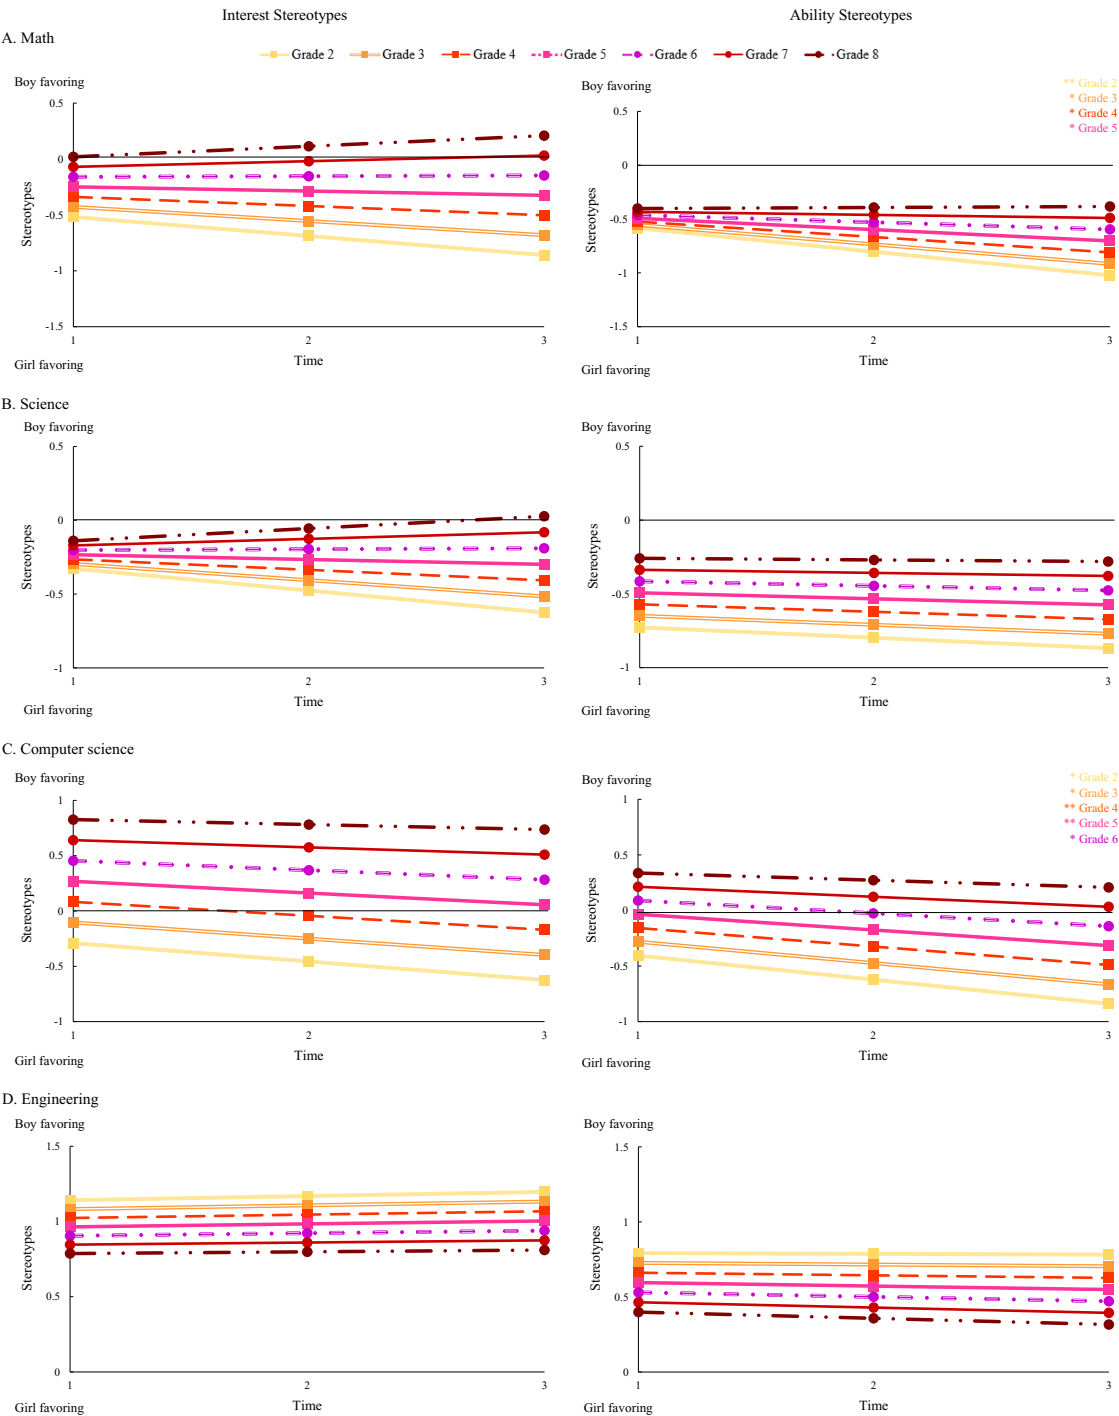 Interest Stereotypes
Ability Stereotypes
A. Math
Grade 2 Grade 3 Grade 4 Grade 5 Grade 6 Grade 7 Grade 8
Boy favoring
0.5
0
-0.5
-1
-1.5
Stereotypes
1 2 3
Time
Girl favoring
Boy favoring
** Grade 2
* Grade 3
* Grade 4
* Grade 5
0.5
0
-0.5
-1
-1.5
Stereotypes
1 2 3
Time
Girl favoring
B. Science
Boy favoring
0.5
0
-0.5
-1
Stereotypes
1 2 3
Time
Girl favoring
Boy favoring
0.5
0
-0.5
-1
Stereotypes
1 2 3
Time
Girl favoring
C. Computer science
Boy favoring
1
0.5
0
-0.5
-1
Stereotypes
1 2 3
Time
Girl favoring
Boy favoring
* Grade 2
* Grade 3
** Grade 4
** Grade 5
* Grade 6
1
0.5
0
-0.5
-1
Stereotypes
1 2 3
Time
Girl favoring
D. Engineering
Boy favoring
1.5
1
0.5
0
Stereotypes
1 2 3
Time
Girl favoring
Boy favoring
1.5
1
0.5
0
Stereotypes
1 2 3
Time
Girl favoring